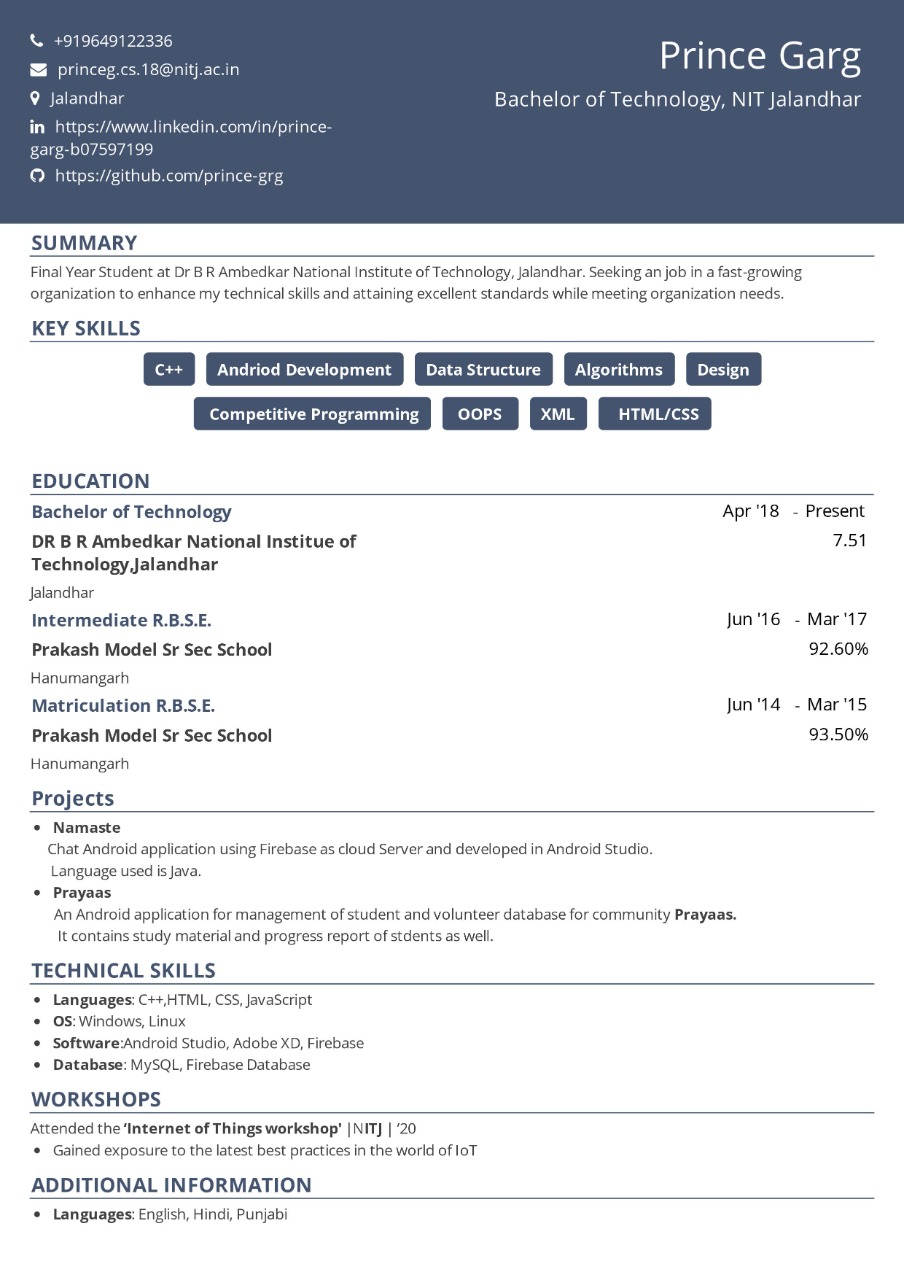 +919649122336
princeg.cs.18@nitj.ac.in
Jalandhar
https://www.linkedin.com/in/prince-
garg-b07597199
https://github.com/prince-grg
Prince Garg
Bachelor of Technology, NIT Jalandhar
SUMMARY
Final Year Student at Dr B R Ambedkar National Institute of Technology, Jalandhar. Seeking an job in a fast-growing
organization to enhance my technical skills and attaining excellent standards while meeting organization needs.
KEY SKILLS
C++ Andriod Development Data Structure Algorithms Design
Competitive Programming OOPS XML HTML/CSS
EDUCATION
Bachelor of Technology Apr '18 - Present
DR B R Ambedkar National Institue of 7.51
Technology,Jalandhar
Jalandhar
Intermediate R.B.S.E. Jun '16 - Mar '17
Prakash Model Sr Sec School 92.60%
Hanumangarh
Matriculation R.B.S.E. Jun '14 - Mar '15
Prakash Model Sr Sec School 93.50%
Hanumangarh
Projects
• Namaste
Chat Android application using Firebase as cloud Server and developed in Android Studio.
Language used is Java.
• Prayaas
An Android application for management of student and volunteer database for community Prayaas.
It contains study material and progress report of stdents as well.
TECHNICAL SKILLS
• Languages: C++,HTML, CSS, JavaScript
• OS: Windows, Linux
• Software:Android Studio, Adobe XD, Firebase
• Database: MySQL, Firebase Database
WORKSHOPS
Attended the ‘Internet of Things workshop' |NITJ | ‘20
• Gained exposure to the latest best practices in the world of IoT
ADDITIONAL INFORMATION
• Languages: English, Hindi, Punjabi